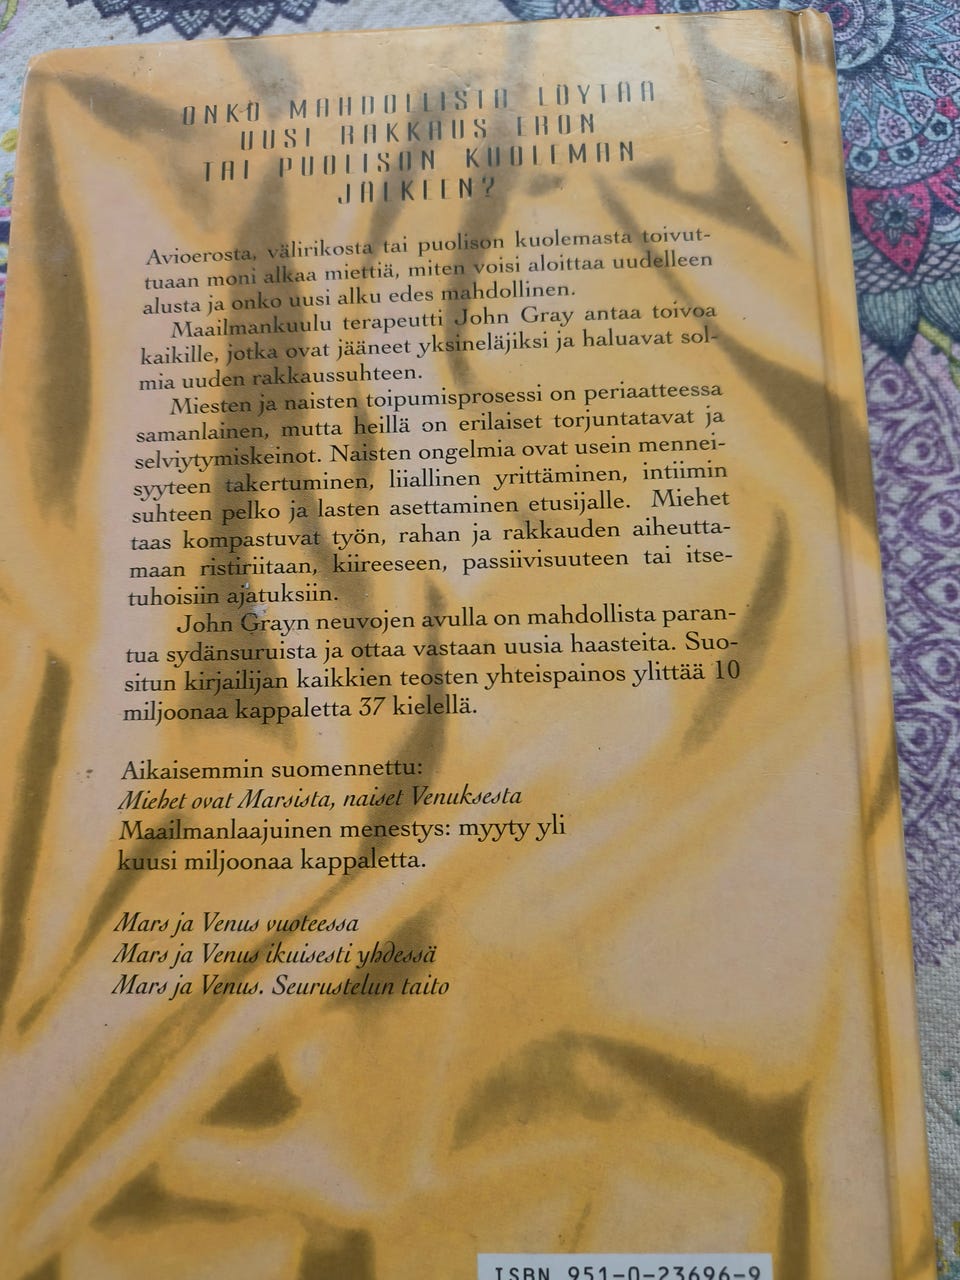 ONKO MAHDOLLISTA LÖYTÄÄ
UUSI RAKKAUS ERON
TAI PUOLISON KUOLEMAN
JÄLKEEN?
Avioerosta, välirikosta tai puolison kuolemasta toivut-
tuaan moni alkaa miettiä, miten voisi aloittaa uudelleen
alusta ja onko uusi alku edes mahdollinen.
Maailmankuulu terapeutti John Gray antaa toivoa
kaikille, jotka ovat jääneet yksineläjiksi ja haluavat sol-
mia uuden rakkaussuhteen.
Miesten ja naisten toipumisprosessi on periaatteessa
samanlainen, mutta heillä on erilaiset torjuntatavat ja
selviytymiskeinot. Naisten ongelmia ovat usein mennei-
syyteen takertuminen, liiallinen yrittäminen, intiimin
suhteen pelko ja lasten asettaminen etusijalle. Miehet
taas kompastuvat työn, rahan ja rakkauden aiheutta-
maan ristiriitaan, kiireeseen, passiivisuuteen tai itse-
tuhoisiin ajatuksiin.
John Grayn neuvojen avulla on mahdollista paran-
tua sydänsuruista ja ottaa vastaan uusia haasteita. Suo-
situn kirjailijan kaikkien teosten yhteispainos ylittää 10
miljoonaa kappaletta 37 kielellä.
Aikaisemmin suomennettu:
Miehet ovat Marsista, naiset Venuksesta
Maailmanlaajuinen menestys: myyty yli
kuusi miljoonaa kappaletta.
Mars ja Venus vuoteessa
Mars ja Venus ikuisesti yhdessä
Mars ja Venus. Seurustelun taito
ISBN 951-0-23696-9